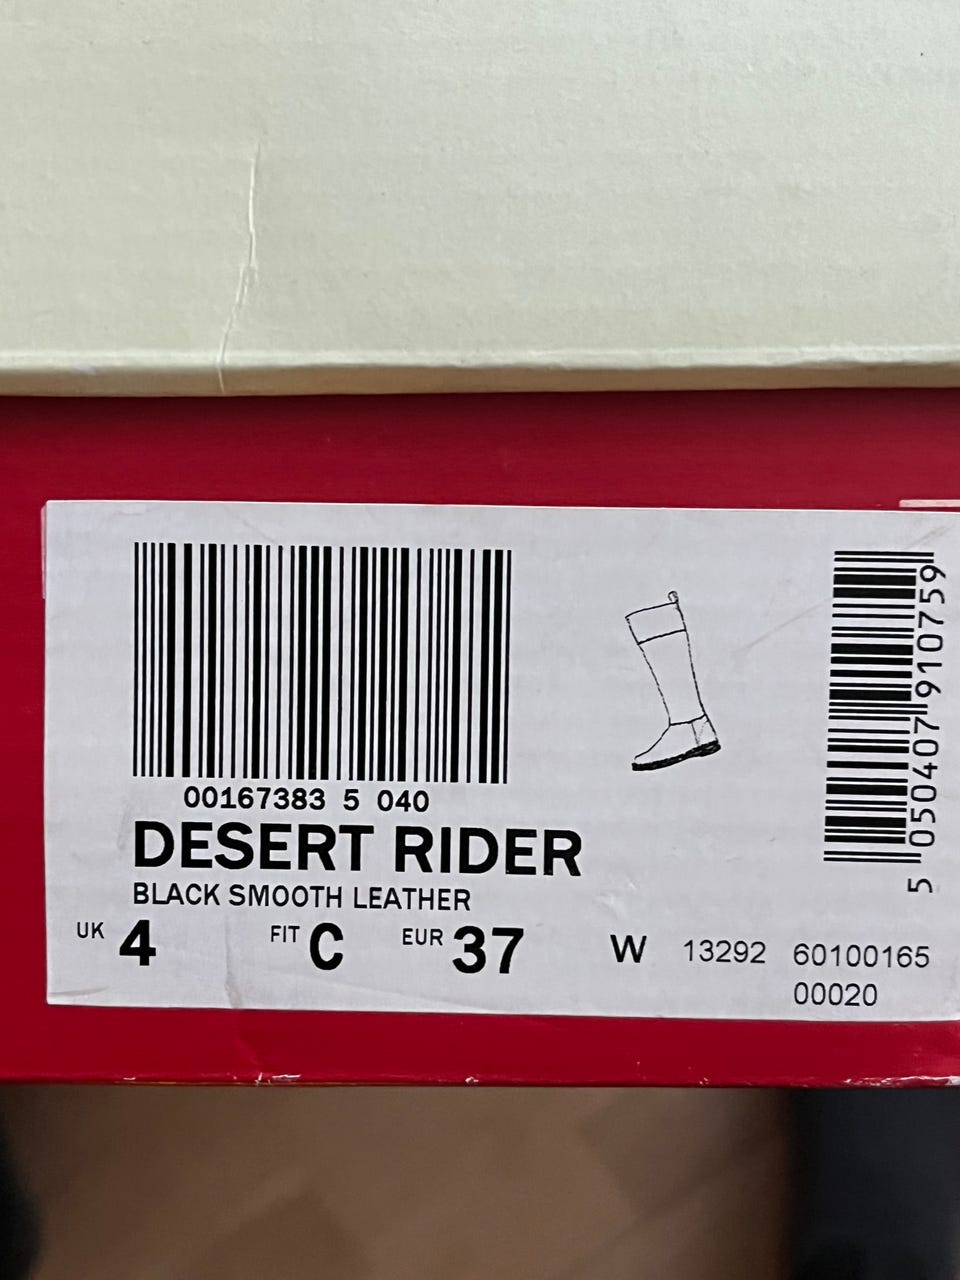 00167383 5 040
DESERT RIDER
BLACK SMOOTH LEATHER
UK 4 FIT C EUR 37 W 13292 60100165
00020
5 050407 910759